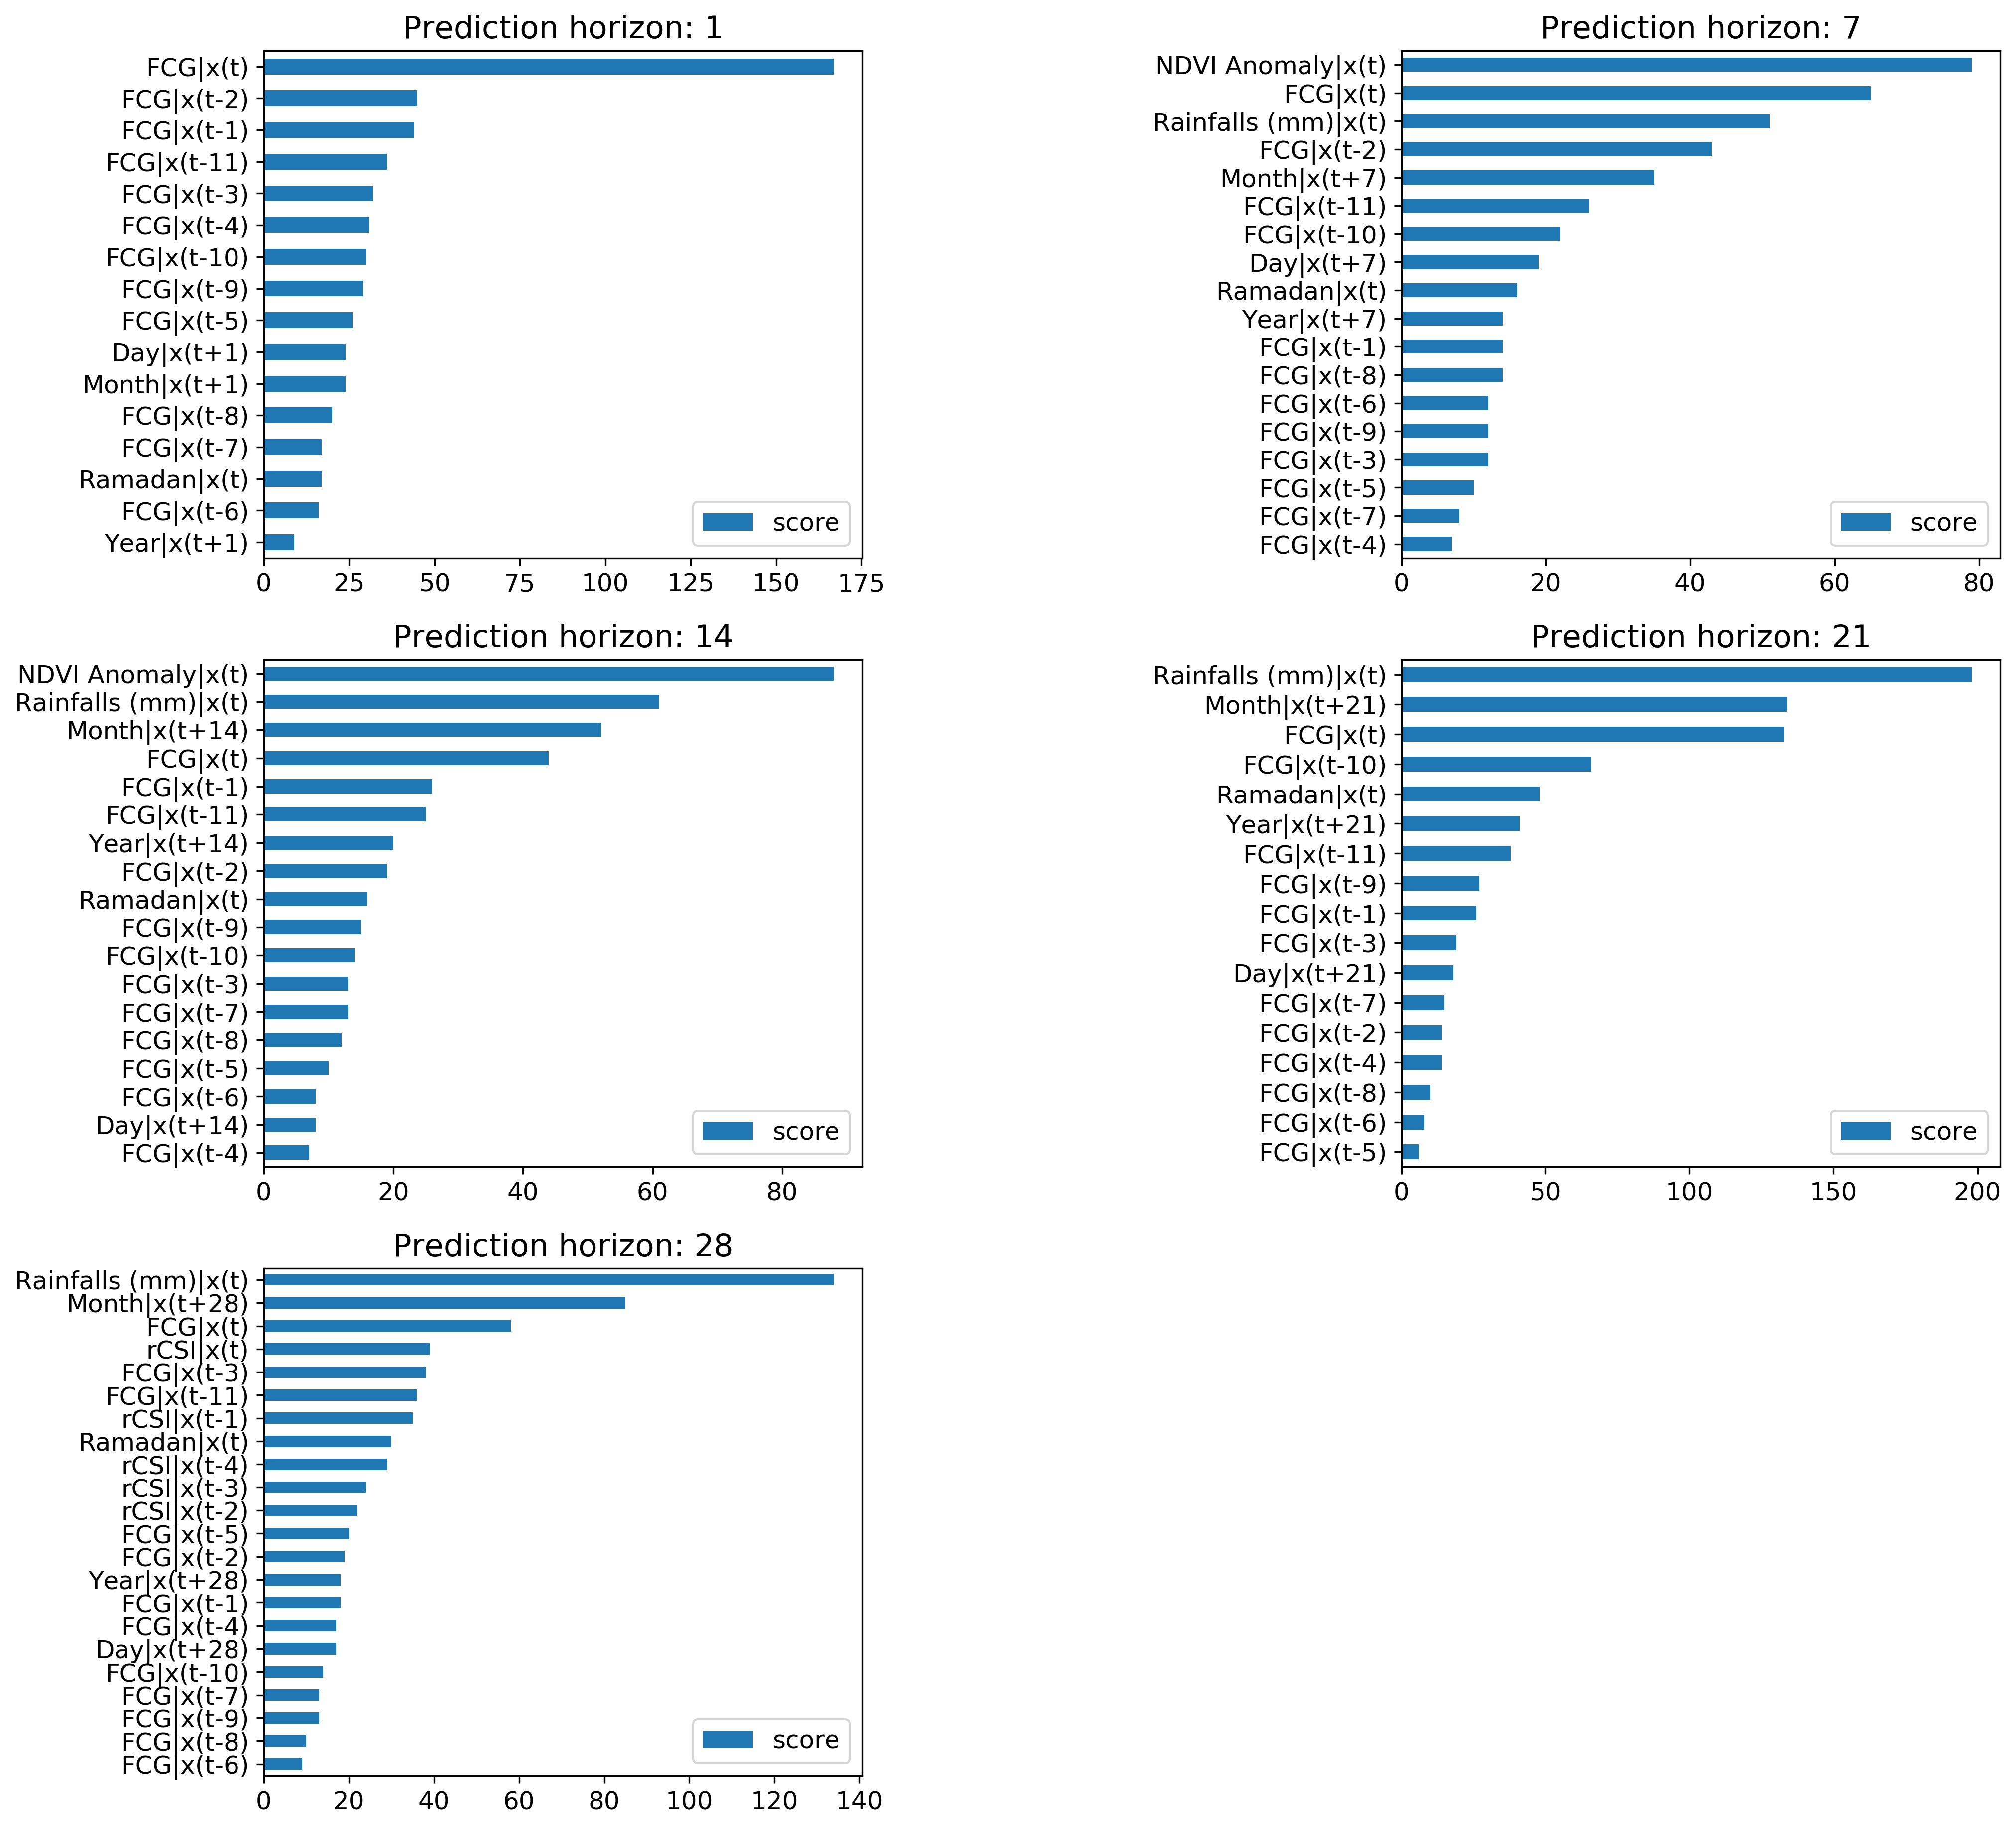 Prediction horizon: 1
FCG|x(t)
FCG|x(t-2)
FCG|x(t-1)
FCG|x(t-11)
FCG|x(t-3)
FCG|x(t-4)
FCG|x(t-10)
FCG|x(t-9)
FCG|x(t-5)
Day|x(t+1)
Month|x(t+1)
FCG|x(t-8)
FCG|x(t-7)
Ramadan|x(t)
FCG|x(t-6)
Year|x(t+1)
score
0 25 50 75 100 125 150 175
Prediction horizon: 7
NDVI Anomaly|x(t)
FCG|x(t)
Rainfalls (mm)|x(t)
FCG|x(t-2)
Month|x(t+7)
FCG|x(t-11)
FCG|x(t-10)
Day|x(t+7)
Ramadan|x(t)
Year|x(t+7)
FCG|x(t-1)
FCG|x(t-8)
FCG|x(t-6)
FCG|x(t-9)
FCG|x(t-3)
FCG|x(t-5)
FCG|x(t-7)
FCG|x(t-4)
score
0 20 40 60 80
Prediction horizon: 14
NDVI Anomaly|x(t)
Rainfalls (mm)|x(t)
Month|x(t+14)
FCG|x(t)
FCG|x(t-1)
FCG|x(t-11)
Year|x(t+14)
FCG|x(t-2)
Ramadan|x(t)
FCG|x(t-9)
FCG|x(t-10)
FCG|x(t-3)
FCG|x(t-7)
FCG|x(t-8)
FCG|x(t-5)
FCG|x(t-6)
Day|x(t+14)
FCG|x(t-4)
score
0 20 40 60 80
Prediction horizon: 21
Rainfalls (mm)|x(t)
Month|x(t+21)
FCG|x(t)
FCG|x(t-10)
Ramadan|x(t)
Year|x(t+21)
FCG|x(t-11)
FCG|x(t-9)
FCG|x(t-1)
FCG|x(t-3)
Day|x(t+21)
FCG|x(t-7)
FCG|x(t-2)
FCG|x(t-4)
FCG|x(t-8)
FCG|x(t-6)
FCG|x(t-5)
score
0 50 100 150 200
Prediction horizon: 28
Rainfalls (mm)|x(t)
Month|x(t+28)
FCG|x(t)
rCSI|x(t)
FCG|x(t-3)
FCG|x(t-11)
rCSI|x(t-1)
Ramadan|x(t)
rCSI|x(t-4)
rCSI|x(t-3)
rCSI|x(t-2)
FCG|x(t-5)
FCG|x(t-2)
Year|x(t+28)
FCG|x(t-1)
FCG|x(t-4)
Day|x(t+28)
FCG|x(t-10)
FCG|x(t-7)
FCG|x(t-9)
FCG|x(t-8)
FCG|x(t-6)
score
0 20 40 60 80 100 120 140